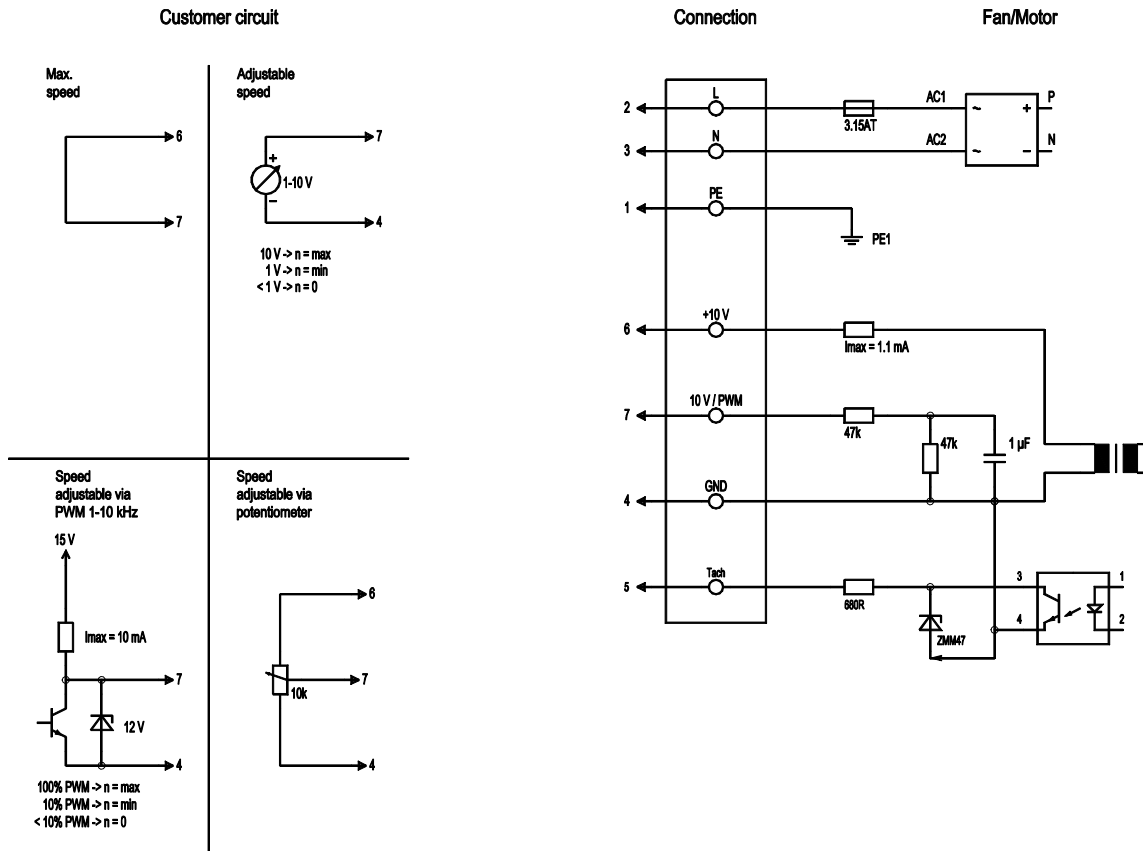 Customer circuit
Connection
Fan/Motor
Max.
speed
6
7
Adjustable
speed
7
+
1-10 V
−
4
10 V -> n = max
1 V -> n = min
< 1 V -> n = 0
Speed
adjustable via
PWM 1-10 kHz
15 V
Imax = 10 mA
7
12 V
4
100% PWM -> n = max
10% PWM -> n = min
< 10% PWM -> n = 0
Speed
adjustable via
potentiometer
6
7
10k
4
2
L
3.15AT
AC1
~
+
P
3
N
AC2
~
−
N
1
PE
PE1
6
+10 V
Imax = 1.1 mA
7
10 V / PWM
47k
47k
1 µF
4
GND
5
Tach
680R
ZMM47
3
4
1
2